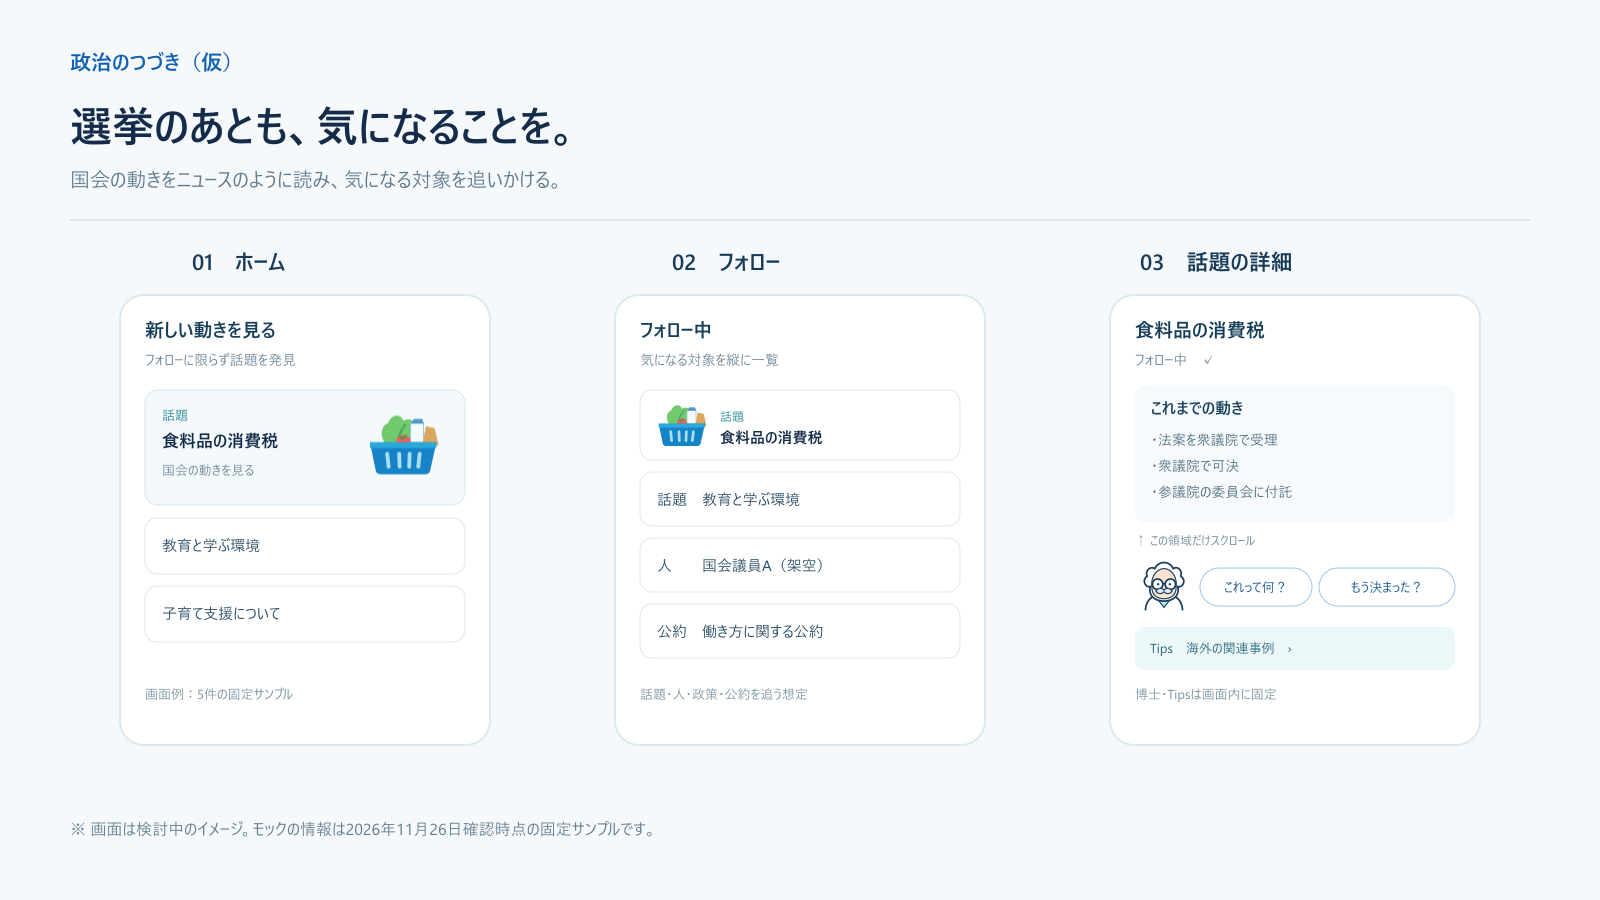 政治のつづき（仮）
選挙のあとも、気になることを。
国会の動きをニュースのように読み、気になる対象を追いかける。
01　ホーム
新しい動きを見る
フォローに限らず話題を発見
話題
食料品の消費税
国会の動きを見る
教育と学ぶ環境
子育て支援について
画面例：5件の固定サンプル
02　フォロー
フォロー中
気になる対象を縦に一覧
話題
食料品の消費税
話題　教育と学ぶ環境
人　　国会議員A（架空）
公約　働き方に関する公約
話題・人・政策・公約を追う想定
03　話題の詳細
食料品の消費税
フォロー中　✓
これまでの動き
・法案を衆議院で受理
・衆議院で可決
・参議院の委員会に付託
↑ この領域だけスクロール
これって何？
もう決まった？
Tips　海外の関連事例　›
博士・Tipsは画面内に固定
※ 画面は検討中のイメージ。モックの情報は2026年11月26日確認時点の固定サンプルです。